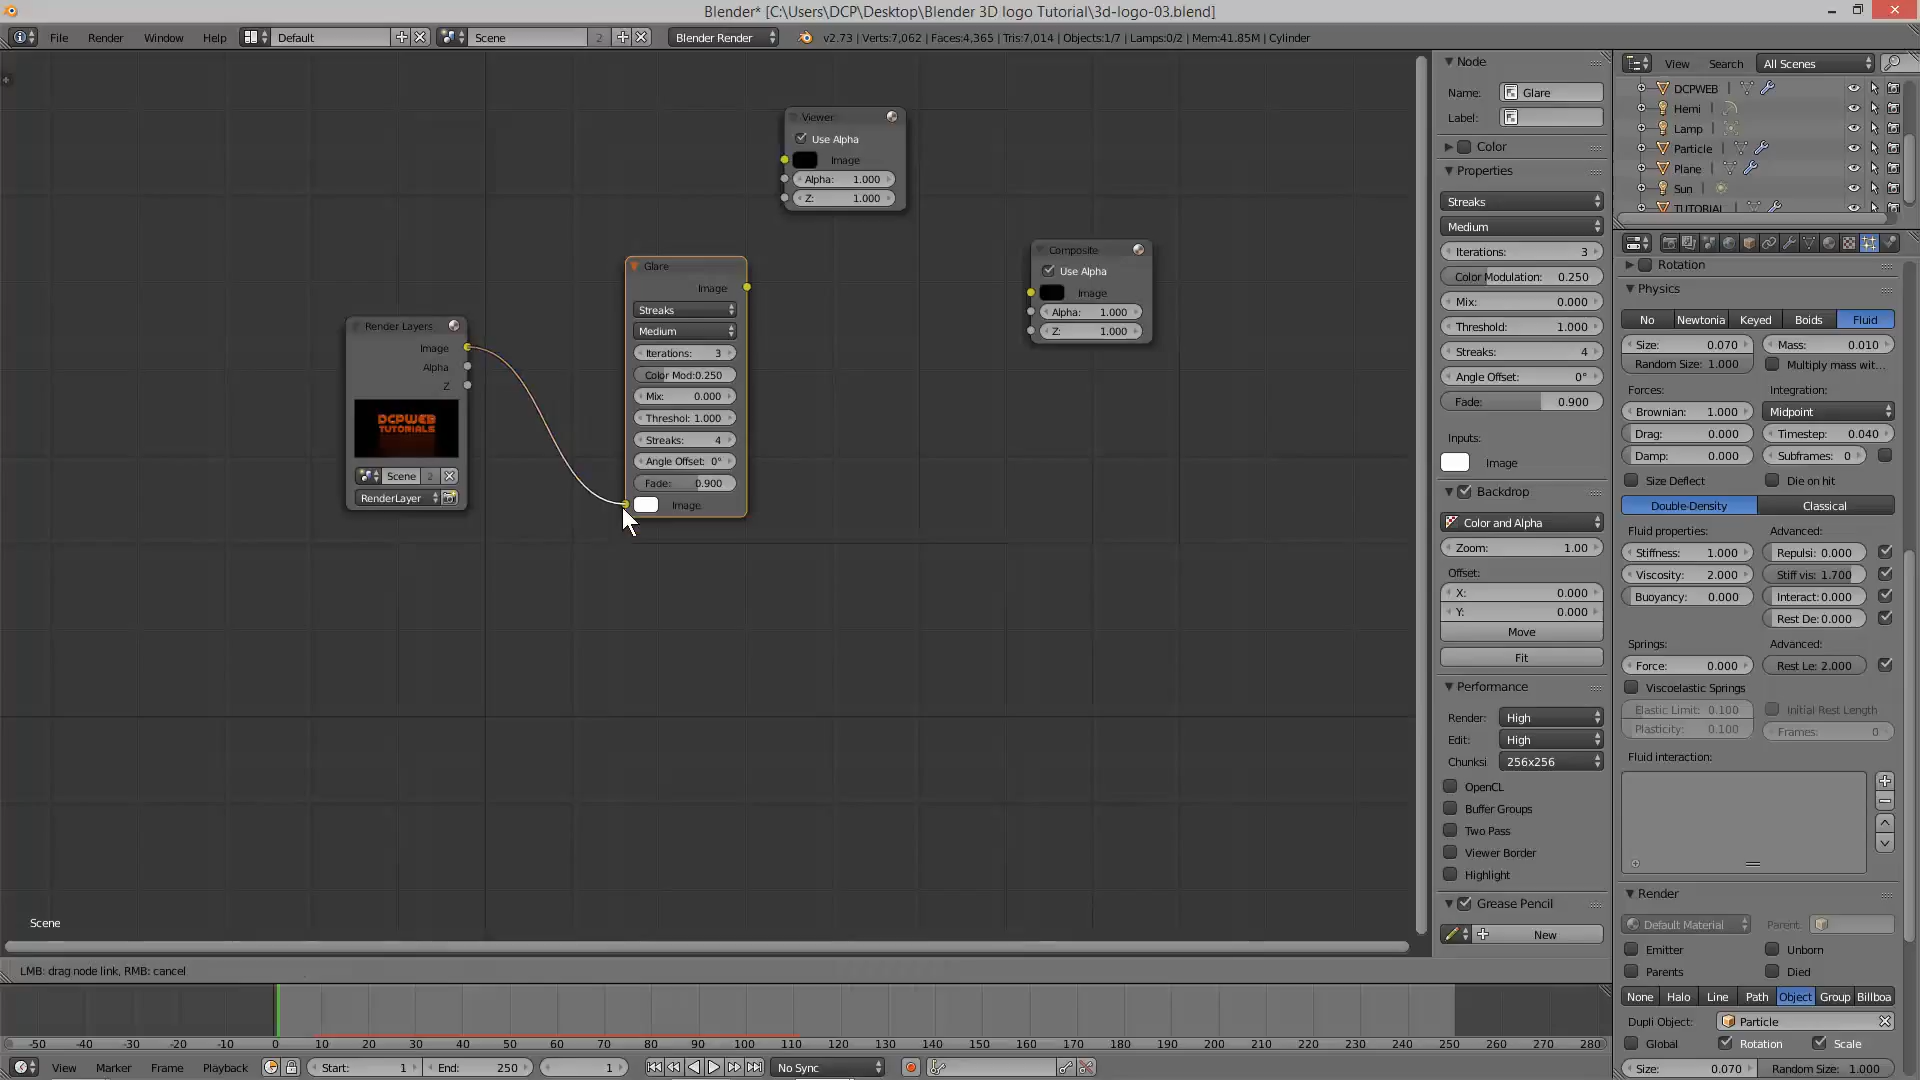 Blender* [C:\Users\DCP\Desktop\Blender 3D logo Tutorial\3d-logo-03.blend]
File Render Window Help Default Scene 2 Blender Render v2.73 | Verts:7,062 | Faces:4,365 | Tris:7,014 | Objects:1/7 | Lamps:0/2 | Mem:41.85M | Cylinder
Viewer
Use Alpha
Image
Alpha: 1.000
Z: 1.000
Composite
Use Alpha
Image
Alpha: 1.000
Z: 1.000
Glare
Image
Streaks
Medium
Iterations: 3
Color Mod:0.250
Mix: 0.000
Threshol: 1.000
Streaks: 4
Angle Offset: 0°
Fade: 0.900
Image
Render Layers
Image
Alpha
Z
DCPWEB
TUTORIALS
Scene 2
RenderLayer
Scene
LMB: drag node link, RMB: cancel
Node
Name: Glare
Label:
Color
Properties
Streaks
Medium
Iterations: 3
Color Modulation: 0.250
Mix: 0.000
Threshold: 1.000
Streaks: 4
Angle Offset: 0°
Fade: 0.900
Inputs:
Image
Backdrop
Color and Alpha
Zoom: 1.00
Offset:
X: 0.000
Y: 0.000
Move
Fit
Performance
Render: High
Edit: High
Chunksi 256x256
OpenCL
Buffer Groups
Two Pass
Viewer Border
Highlight
Grease Pencil
New
View Search All Scenes
DCPWEB
Hemi
Lamp
Particle
Plane
Sun
TUTORIAL
Rotation
Physics
No Newtonia Keyed Boids Fluid
Size: 0.070 Mass: 0.010
Random Size: 1.000 Multiply mass wit...
Forces: Integration:
Brownian: 1.000 Midpoint
Drag: 0.000 Timestep: 0.040
Damp: 0.000 Subframes: 0
Size Deflect Die on hit
Double-Density Classical
Fluid properties: Advanced:
Stiffness: 1.000 Repulsi: 0.000
Viscosity: 2.000 Stiff vis: 1.700
Buoyancy: 0.000 Interact: 0.000
Rest De: 0.000
Springs: Advanced:
Force: 0.000 Rest Le: 2.000
Viscoelastic Springs
Elastic Limit: 0.100 Initial Rest Length
Plasticity: 0.100 Frames: 0
Fluid interaction:
Render
Default Material Parent:
Emitter Unborn
Parents Died
None Halo Line Path Object Group Billboa
Dupli Object: Particle
Global Rotation Scale
Size: 0.070 Random Size: 1.000
-50 -40 -30 -20 -10 0 10 20 30 40 50 60 70 80 90 100 110 120 130 140 150 160 170 180 190 200 210 220 230 240 250 260 270 280
View Marker Frame Playback Start: 1 End: 250 1 No Sync